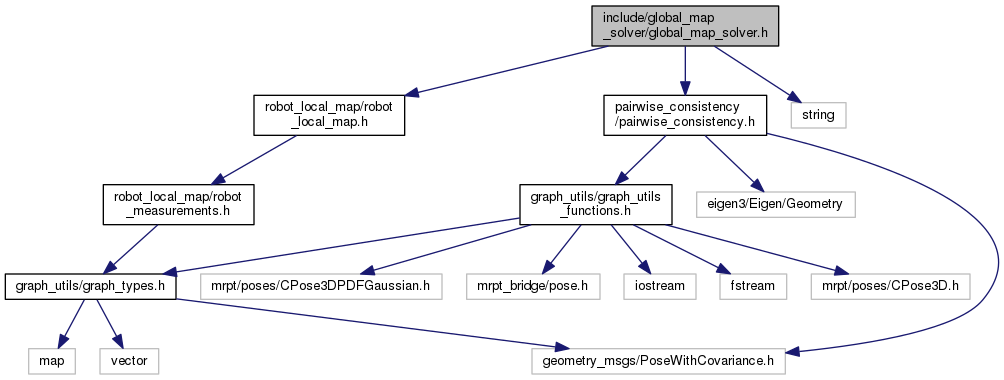 include/global_map
_solver/global_map_solver.h
robot_local_map/robot
_local_map.h
pairwise_consistency
/pairwise_consistency.h
string
robot_local_map/robot
_measurements.h
graph_utils/graph_utils
_functions.h
eigen3/Eigen/Geometry
graph_utils/graph_types.h
mrpt/poses/CPose3DPDFGaussian.h
mrpt_bridge/pose.h
iostream
fstream
mrpt/poses/CPose3D.h
map
vector
geometry_msgs/PoseWithCovariance.h